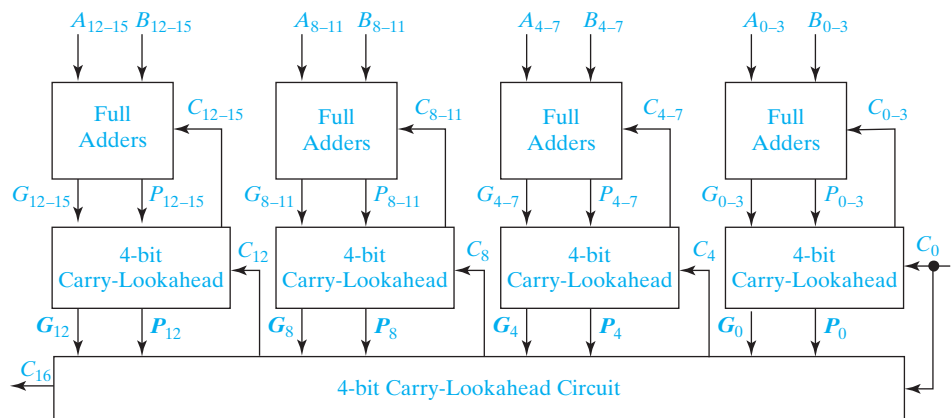 A12–15 B12–15 A8–11 B8–11 A4–7 B4–7 A0–3 B0–3
Full Adders
C12–15
Full Adders
C8–11
Full Adders
C4–7
Full Adders
C0–3
G12–15 P12–15 G8–11 P8–11 G4–7 P4–7 G0–3 P0–3
4-bit Carry-Lookahead
C12
4-bit Carry-Lookahead
C8
4-bit Carry-Lookahead
C4
4-bit Carry-Lookahead
C0
G12 P12 G8 P8 G4 P4 G0 P0
C16
4-bit Carry-Lookahead Circuit